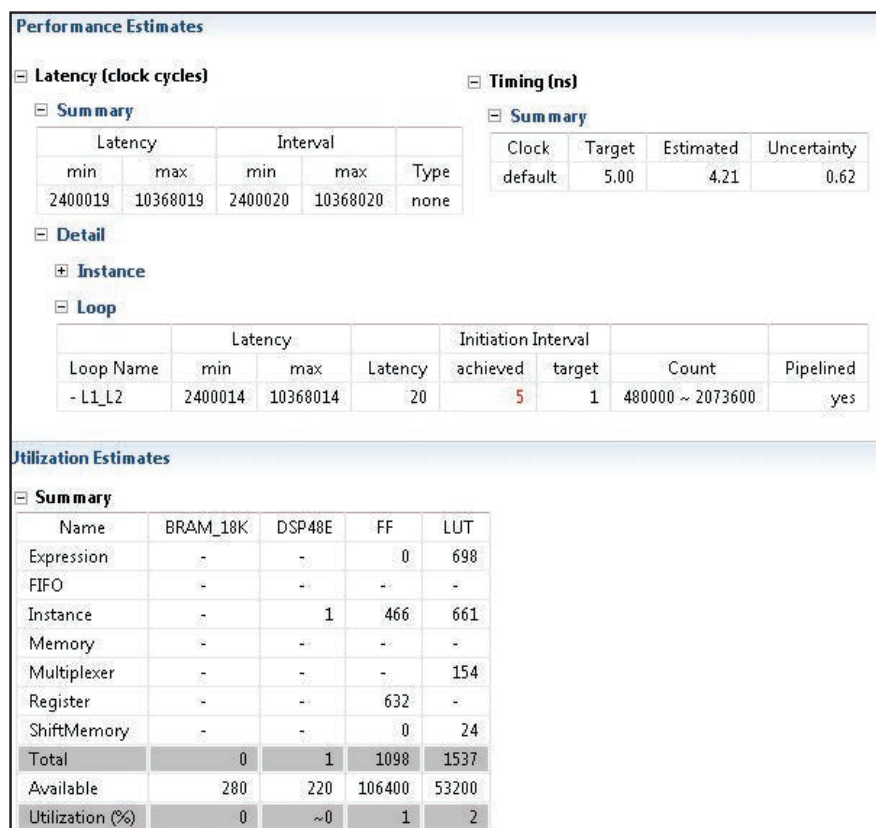 Performance Estimates
Latency (clock cycles)
Summary
Latency Interval
min max min max Type
2400019 10368019 2400020 10368020 none
Timing (ns)
Summary
Clock Target Estimated Uncertainty
default 5.00 4.21 0.62
Detail
Instance
Loop
Latency Initiation Interval
Loop Name min max Latency achieved target Count Pipelined
- L1_L2 2400014 10368014 20 5 1 480000 ~ 2073600 yes
Utilization Estimates
Summary
Name BRAM_18K DSP48E FF LUT
Expression - - 0 698
FIFO - - - -
Instance - 1 466 661
Memory - - - -
Multiplexer - - - 154
Register - - 632 -
ShiftMemory - - 0 24
Total 0 1 1098 1537
Available 280 220 106400 53200
Utilization (%) 0 ~0 1 2